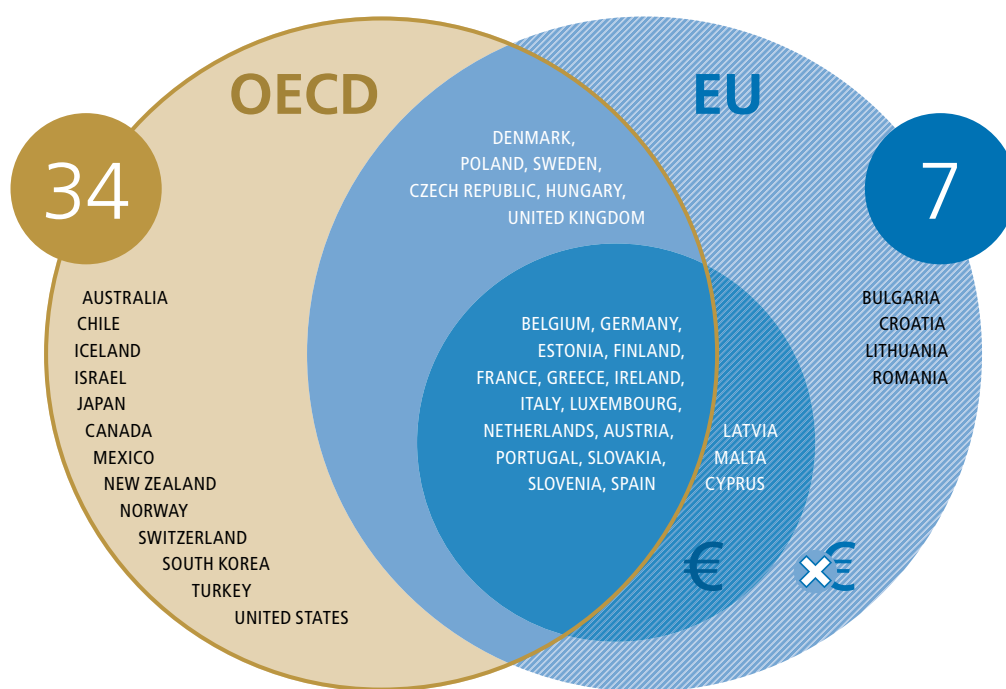 OECD
EU
34
7
DENMARK,
POLAND, SWEDEN,
CZECH REPUBLIC, HUNGARY,
UNITED KINGDOM
AUSTRALIA
CHILE
ICELAND
ISRAEL
JAPAN
CANADA
MEXICO
NEW ZEALAND
NORWAY
SWITZERLAND
SOUTH KOREA
TURKEY
UNITED STATES
BELGIUM, GERMANY,
ESTONIA, FINLAND,
FRANCE, GREECE, IRELAND,
ITALY, LUXEMBOURG,
NETHERLANDS, AUSTRIA,
PORTUGAL, SLOVAKIA,
SLOVENIA, SPAIN
LATVIA
MALTA
CYPRUS
BULGARIA
CROATIA
LITHUANIA
ROMANIA
€
€